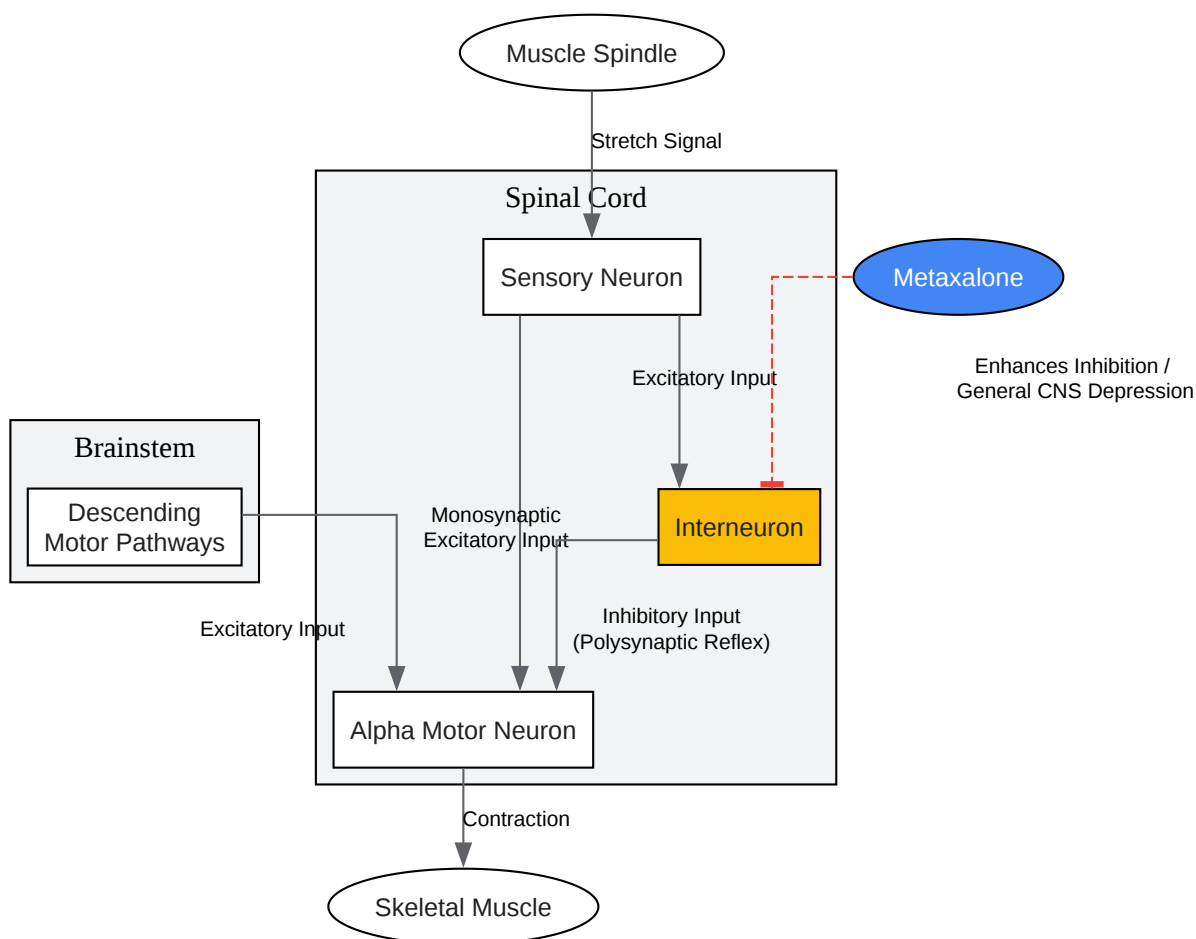 Muscle Spindle
Stretch Signal
Spinal Cord
Sensory Neuron
Metaxalone
Enhances Inhibition /
General CNS Depression
Excitatory Input
Brainstem
Descending
Motor Pathways
Monosynaptic
Excitatory Input
Interneuron
Excitatory Input
Inhibitory Input
(Polysynaptic Reflex)
Alpha Motor Neuron
Contraction
Skeletal Muscle